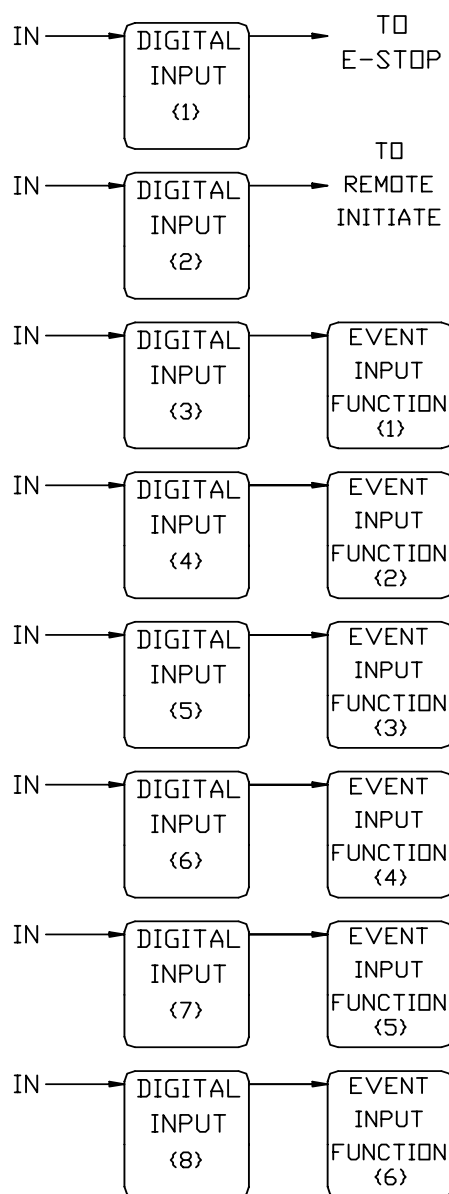 IN
DIGITAL
INPUT
{1}
TO
E-STOP
IN
DIGITAL
INPUT
{2}
TO
REMOTE
INITIATE
IN
DIGITAL
INPUT
{3}
EVENT
INPUT
FUNCTION
{1}
IN
DIGITAL
INPUT
{4}
EVENT
INPUT
FUNCTION
{2}
IN
DIGITAL
INPUT
{5}
EVENT
INPUT
FUNCTION
{3}
IN
DIGITAL
INPUT
{6}
EVENT
INPUT
FUNCTION
{4}
IN
DIGITAL
INPUT
{7}
EVENT
INPUT
FUNCTION
{5}
IN
DIGITAL
INPUT
{8}
EVENT
INPUT
FUNCTION
{6}